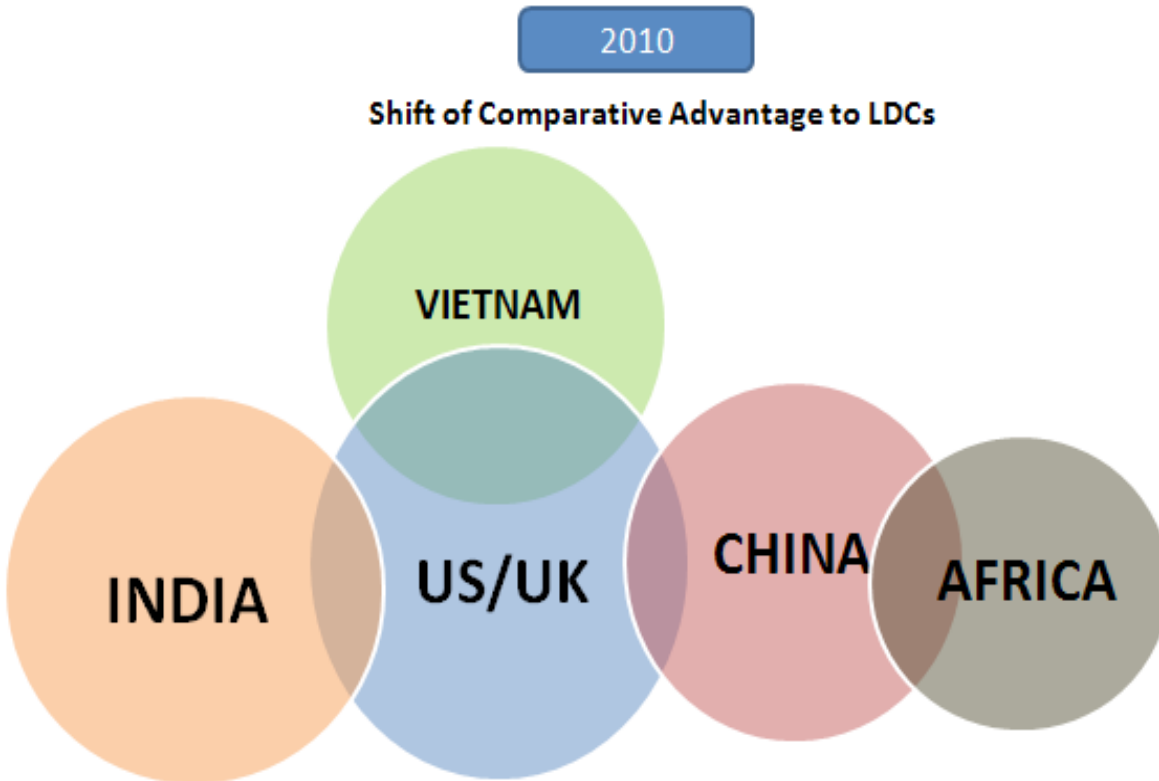 2010
Shift of Comparative Advantage to LDCs
VIETNAM
INDIA
US/UK
CHINA
AFRICA